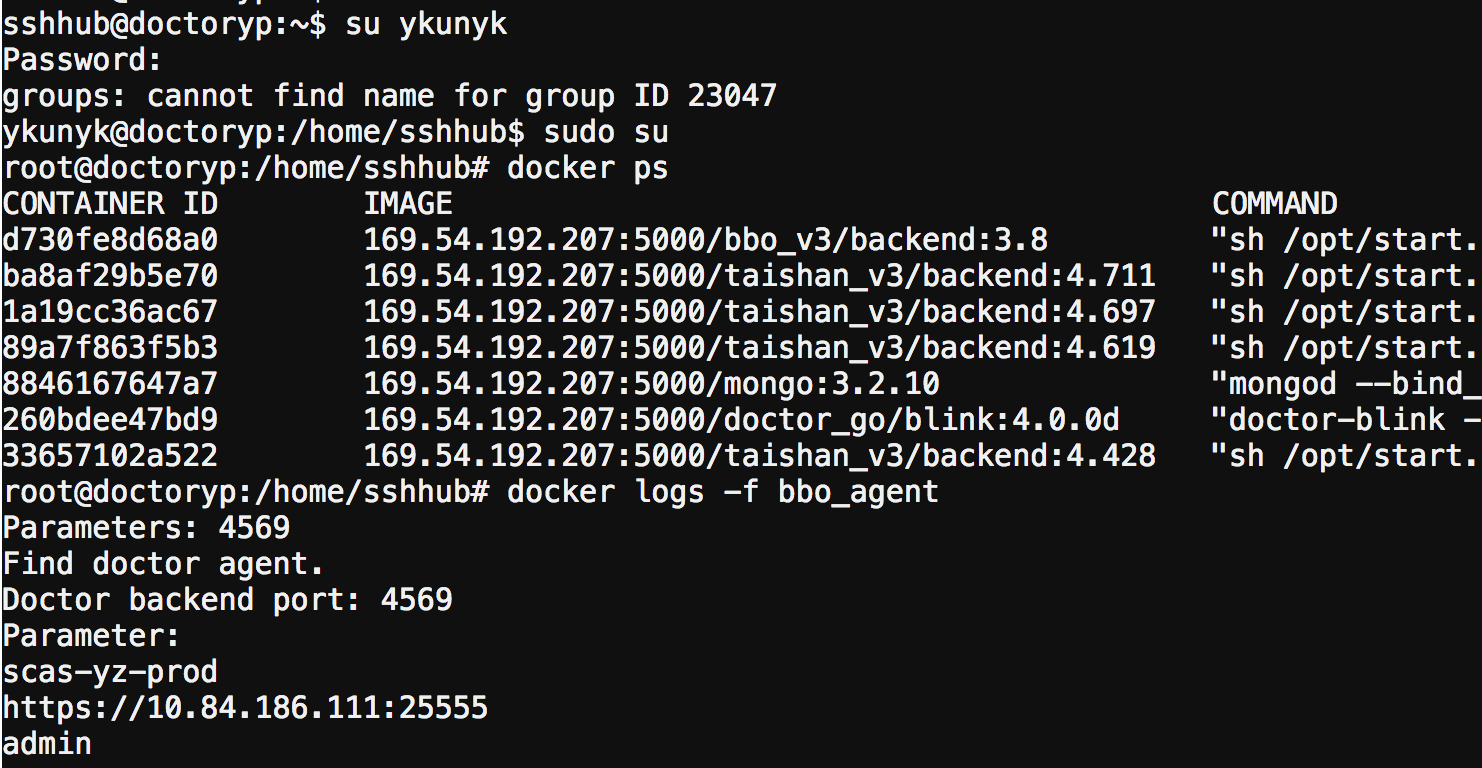 sshhub@doctoryp:~$ su ykunyk
Password:
groups: cannot find name for group ID 23047
ykunyk@doctoryp:/home/sshhub$ sudo su
root@doctoryp:/home/sshhub# docker ps
CONTAINER ID        IMAGE                                          COMMAND
d730fe8d68a0        169.54.192.207:5000/bbo_v3/backend:3.8         "sh /opt/start.
ba8af29b5e70        169.54.192.207:5000/taishan_v3/backend:4.711   "sh /opt/start.
1a19cc36ac67        169.54.192.207:5000/taishan_v3/backend:4.697   "sh /opt/start.
89a7f863f5b3        169.54.192.207:5000/taishan_v3/backend:4.619   "sh /opt/start.
8846167647a7        169.54.192.207:5000/mongo:3.2.10               "mongod --bind_
260bdee47bd9        169.54.192.207:5000/doctor_go/blink:4.0.0d     "doctor-blink -
33657102a522        169.54.192.207:5000/taishan_v3/backend:4.428   "sh /opt/start.
root@doctoryp:/home/sshhub# docker logs -f bbo_agent
Parameters: 4569
Find doctor agent.
Doctor backend port: 4569
Parameter:
scas-yz-prod
https://10.84.186.111:25555
admin